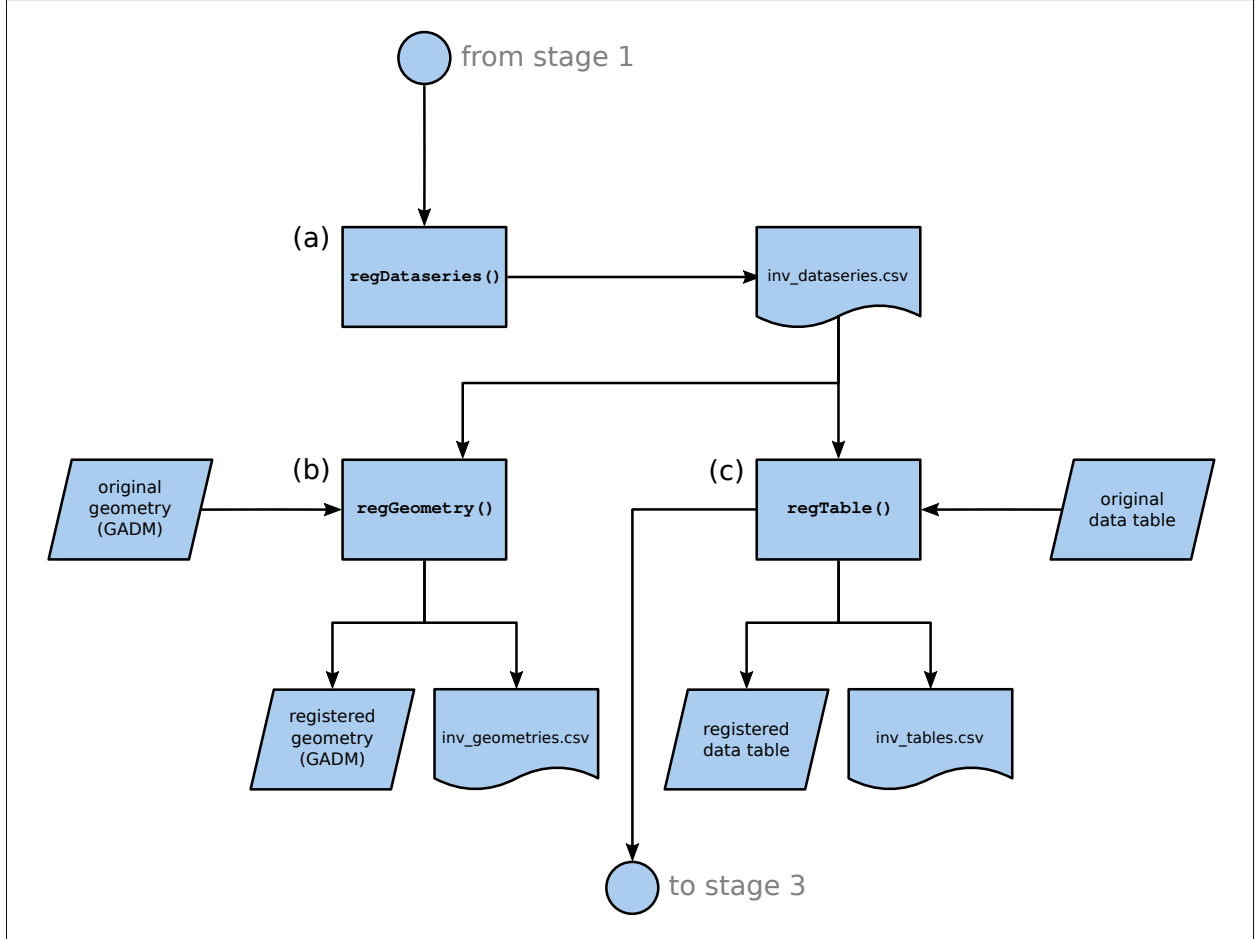 from stage 1
(a)
regDataseries()
inv_dataseries.csv
(b)
(c)
original
geometry
(GADM)
regGeometry()
regTable()
original
data table
registered
geometry
(GADM)
inv_geometries.csv
registered
data table
inv_tables.csv
to stage 3